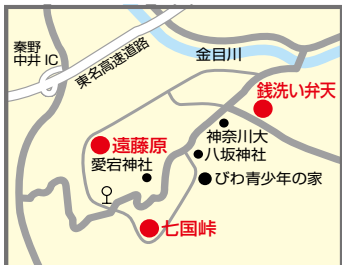 秦野
中井 IC
東名高速道路
金目川
銭洗い弁天
神奈川大
八坂神社
遠藤原
愛宕神社
びわ青少年の家
七国峠